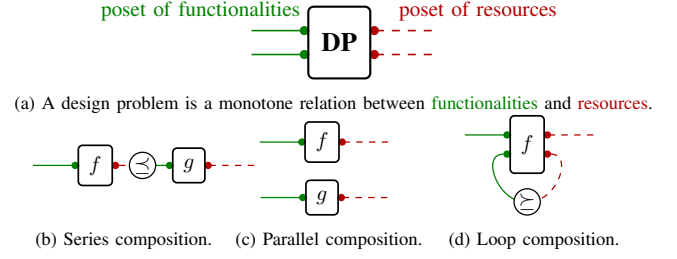 poset of functionalities poset of resources
DP
(a) A design problem is a monotone relation between functionalities and resources.
f ⪯ g
f
g
f
⪰
(b) Series composition. (c) Parallel composition. (d) Loop composition.